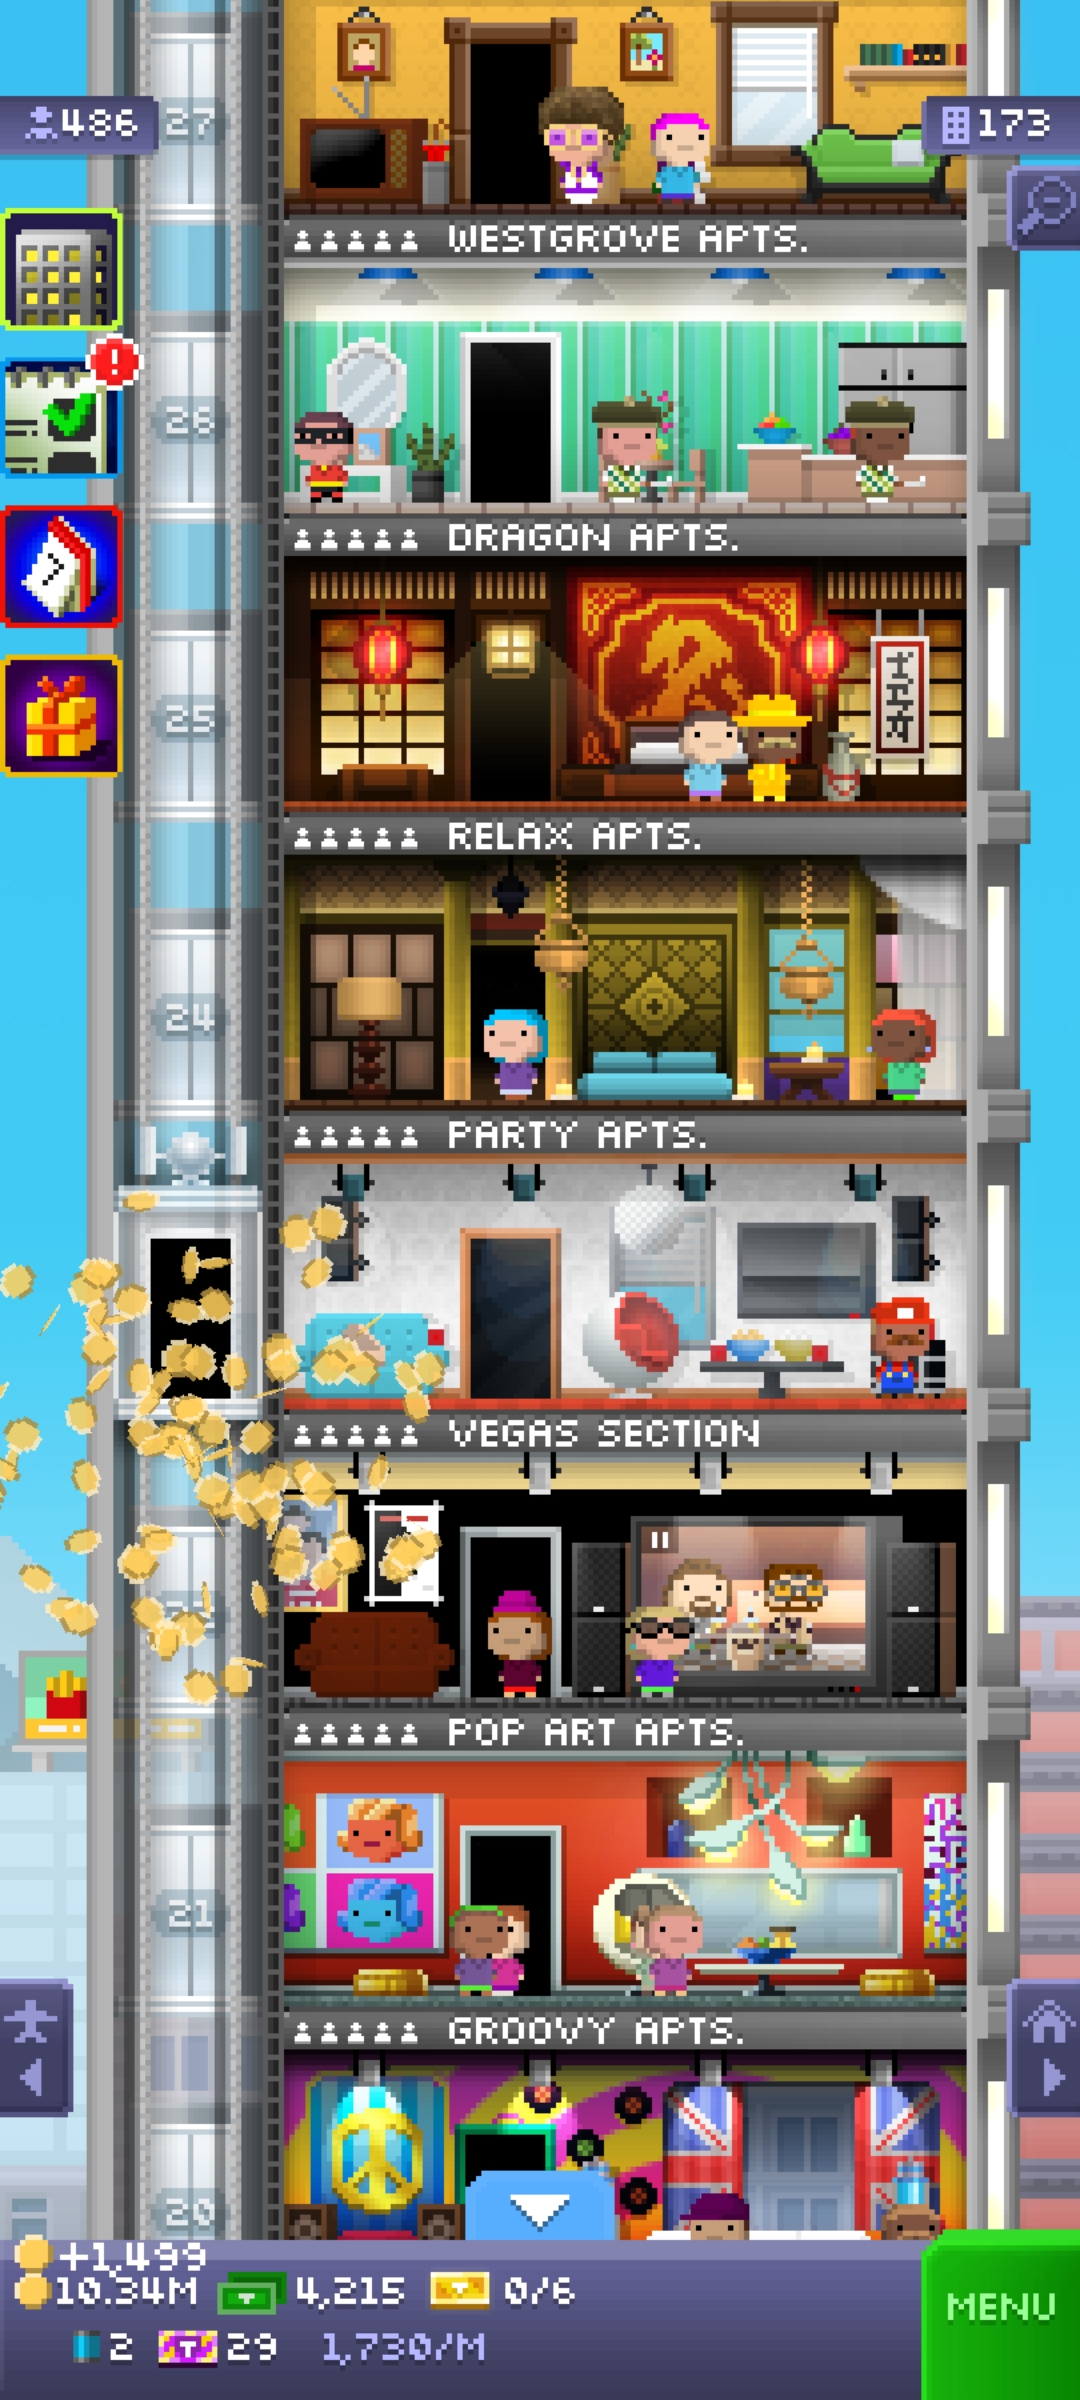 486
27
173
WESTGROVE APTS.
26
DRAGON APTS.
25
RELAX APTS.
24
PARTY APTS.
VEGAS SECTION
POP ART APTS.
21
GROOVY APTS.
20
+1,499
10.34M
4,215
0/6
MENU
2
29
1,730/M